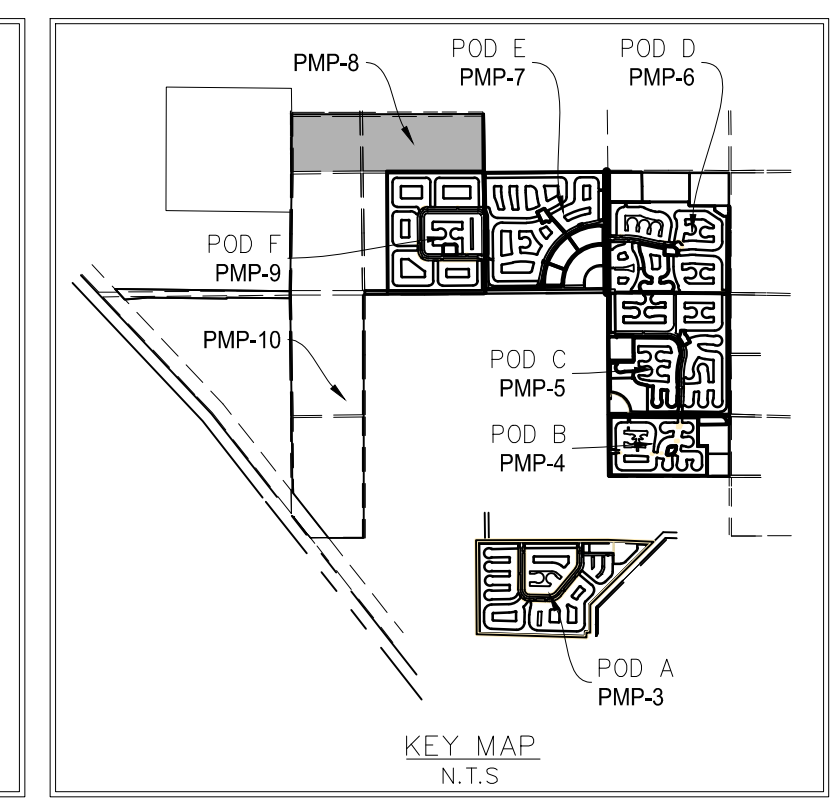 PMP-8
POD E
PMP-7
POD D
PMP-6
POD F
PMP-9
PMP-10
POD C
PMP-5
POD B
PMP-4
POD A
PMP-3
KEY MAP
N.T.S